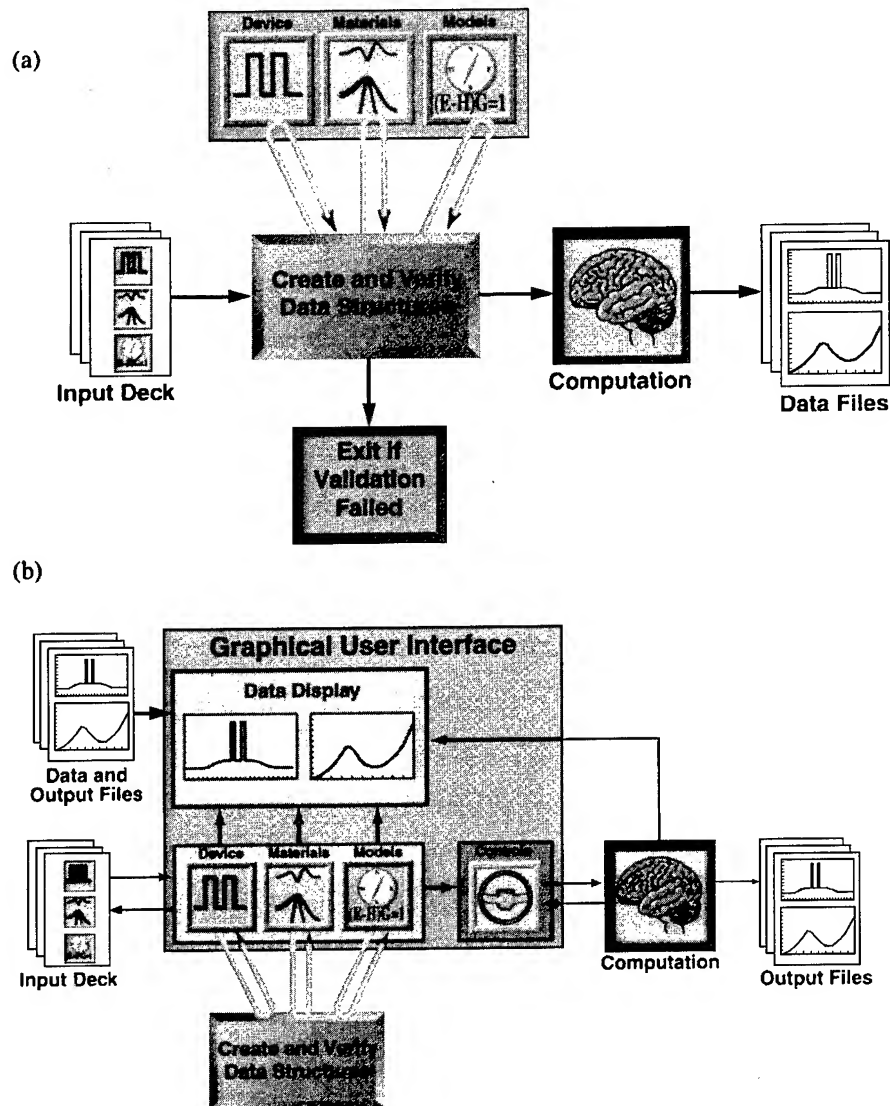 (a)
Device Materials Models
(E-H)G=1
Create and Verify
Data Structures
Input Deck
Computation
Data Files
Exit if
Validation
Failed
(b)
Graphical User Interface
Data Display
Data and
Output Files
Device Materials Models Controls
(E-H)G=1
Input Deck
Computation
Output Files
Create and Verify
Data Structures